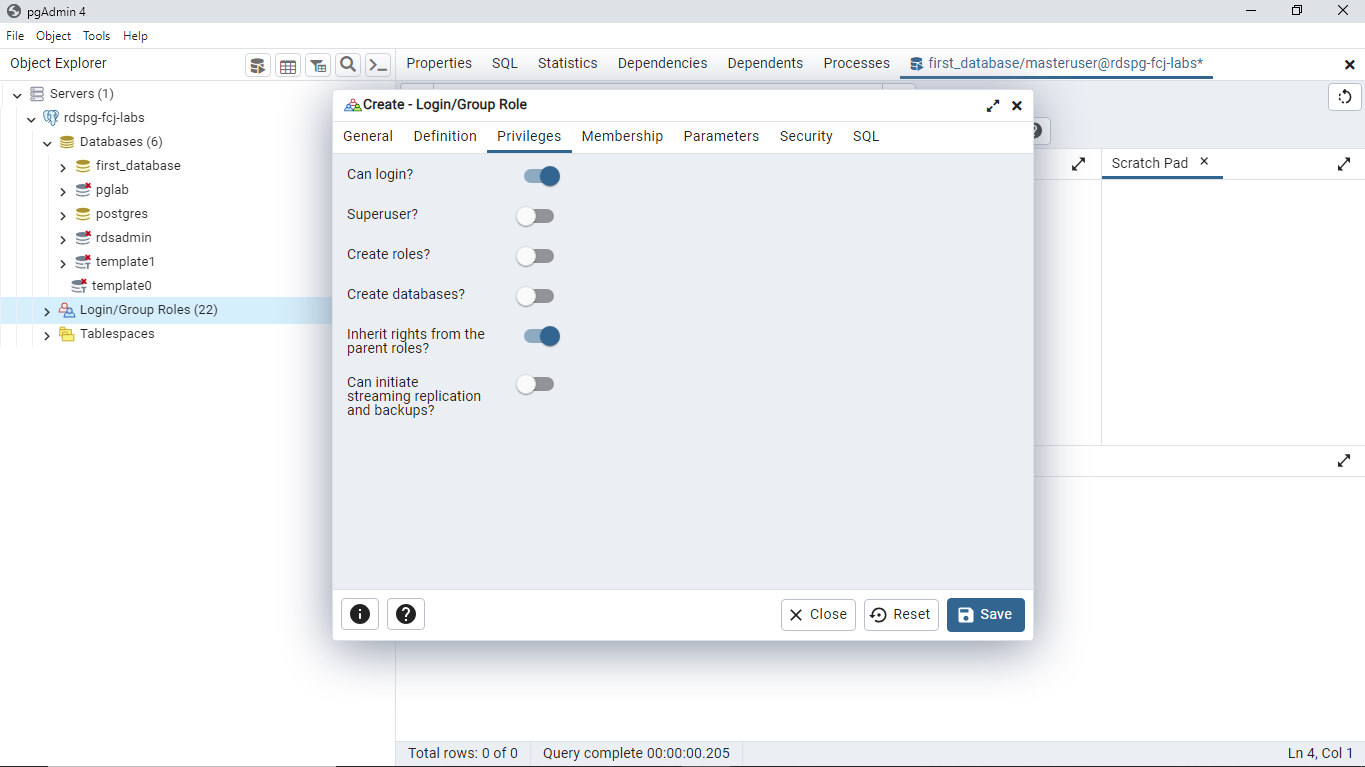 pgAdmin 4
File Object Tools Help
Object Explorer
Properties SQL Statistics Dependencies Dependents Processes first_database/masteruser@rdspg-fcj-labs*
Servers (1)
rdspg-fcj-labs
Databases (6)
first_database
pglab
postgres
rdsadmin
template1
template0
Login/Group Roles (22)
Tablespaces
Create - Login/Group Role
General Definition Privileges Membership Parameters Security SQL
Can login?
Superuser?
Create roles?
Create databases?
Inherit rights from the
parent roles?
Can initiate
streaming replication
and backups?
Close Reset Save
Scratch Pad
Total rows: 0 of 0 Query complete 00:00:00.205 Ln 4, Col 1